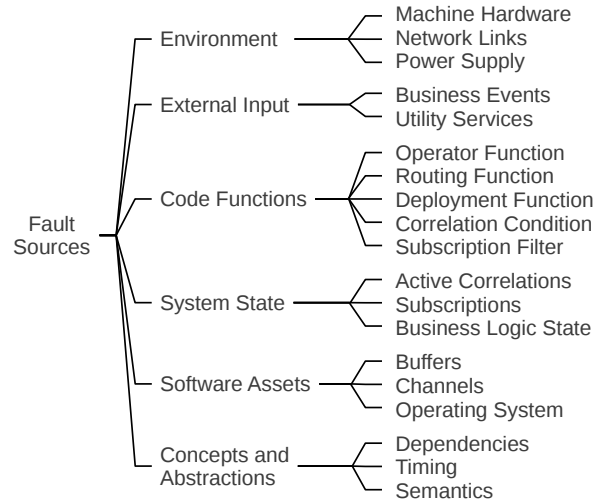 Fault
Sources
Environment
Machine Hardware
Network Links
Power Supply
External Input
Business Events
Utility Services
Code Functions
Operator Function
Routing Function
Deployment Function
Correlation Condition
Subscription Filter
System State
Active Correlations
Subscriptions
Business Logic State
Software Assets
Buffers
Channels
Operating System
Concepts and
Abstractions
Dependencies
Timing
Semantics